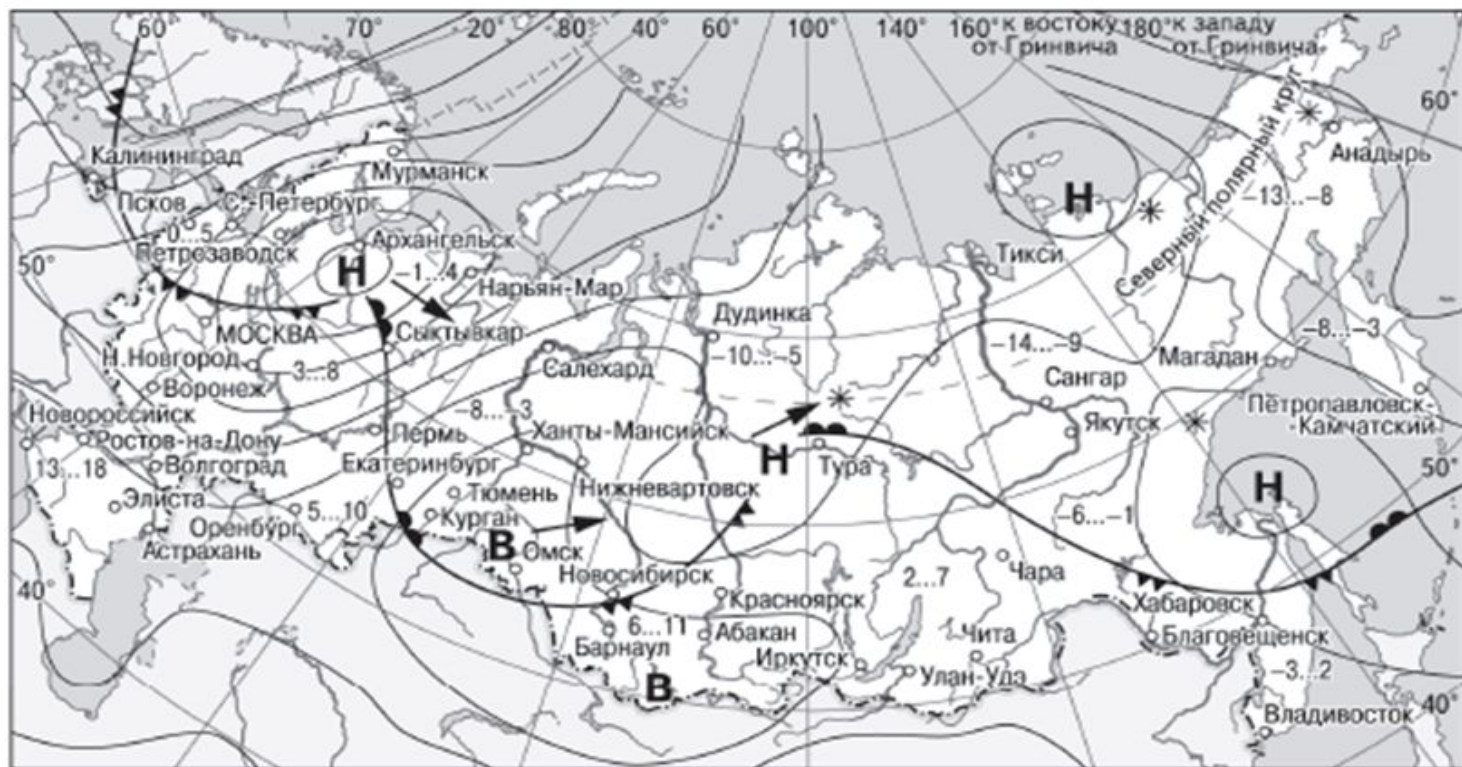 60°
70°
20°
80°
40°
60°
80°
100°
140°
160°
к востоку
от Гринвича
180°
к западу
от Гринвича
60°
Северный полярный круг
Анадырь
Калининград
Мурманск
-13...-8
Псков
С.-Петербург
Н
0...5
Архангельск
Петрозаводск
50°
Н
-1...4
Тикси
Нарьян-Мар
Дудинка
МОСКВА
Сыктывкар
-8...-3
Н.Новгород
3...8
Салехард
-10...-5
-14...-9
Магадан
Воронеж
Сангар
Новороссийск
-8...-3
Ханты-Мансийск
Петропавловск-
-Камчатский
Ростов-на-Дону
Пермь
Якутск
13...18
Волгоград
Екатеринбург
Н
Тура
50°
Элиста
Тюмень
Нижневартовск
Н
Оренбург
5...10
Курган
-6...-1
Астрахань
В
Омск
40°
Новосибирск
2...7
Чара
Красноярск
Хабаровск
6...11
Абакан
Чита
Благовещенск
Барнаул
Иркутск
Улан-Удэ
-3...2
В
40°
Владивосток